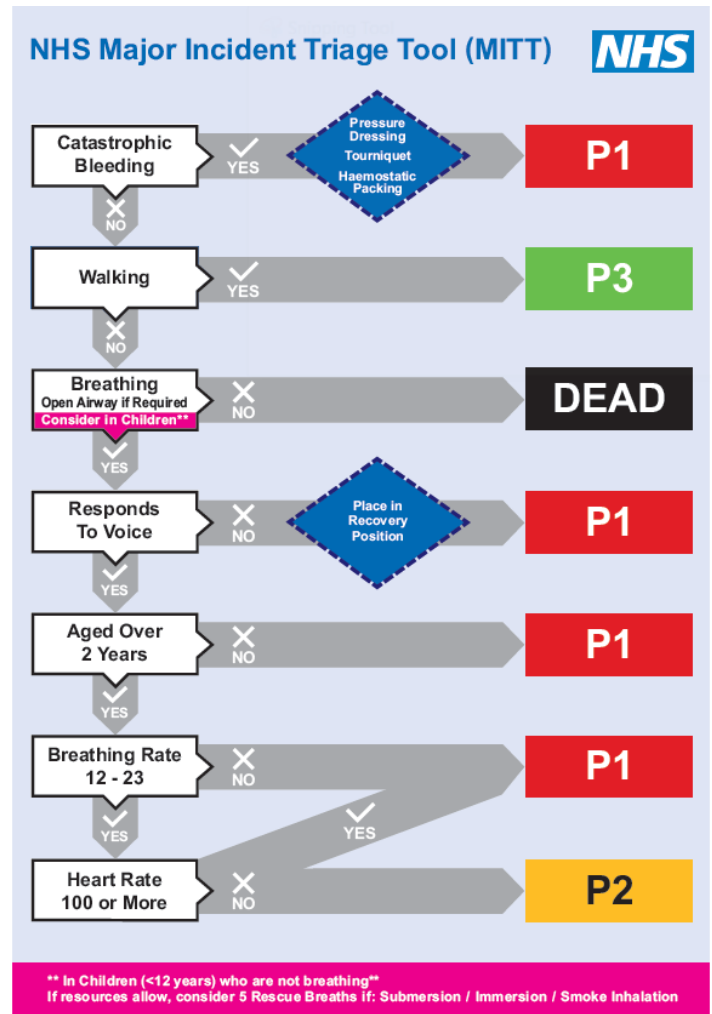 NHS Major Incident Triage Tool (MITT)
NHS
Catastrophic
Bleeding
YES
Pressure
Dressing
Tourniquet
Haemostatic
Packing
P1
NO
Walking
YES
P3
NO
Breathing
Open Airway if Required
Consider in Children**
NO
DEAD
YES
Responds
To Voice
NO
Place in
Recovery
Position
P1
YES
Aged Over
2 Years
NO
P1
YES
Breathing Rate
12 - 23
NO
P1
YES
YES
Heart Rate
100 or More
NO
P2
** In Children (<12 years) who are not breathing**
If resources allow, consider 5 Rescue Breaths if: Submersion / Immersion / Smoke Inhalation